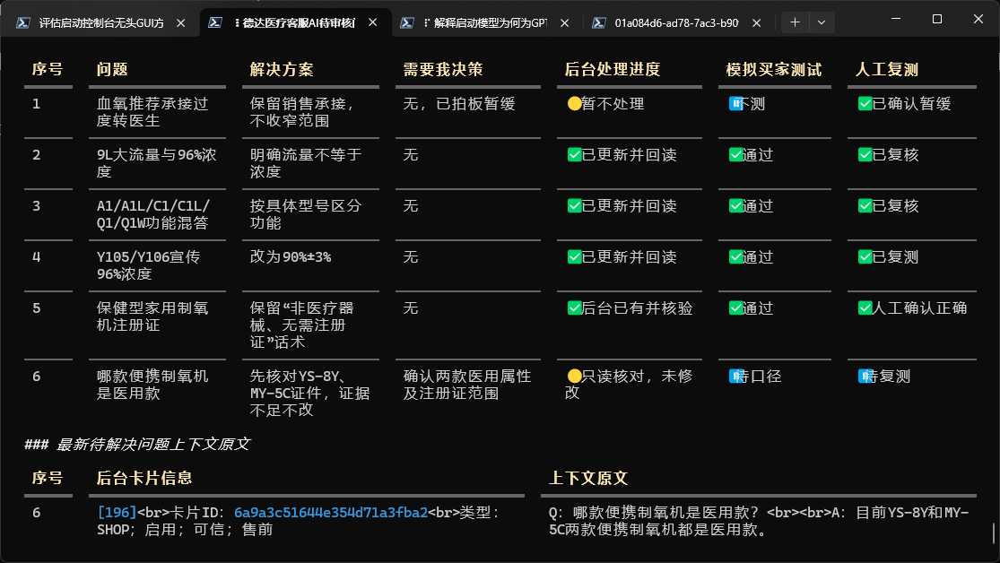 评估启动控制台无头GUI方
德达医疗客服AI待审核
解释启动模型为何为GPT
01a084d6-ad78-7ac3-b90
序号 问题 解决方案 需要我决策 后台处理进度 模拟买家测试 人工复测
1 血氧推荐承接过 保留销售承接, 无，已拍板暂缓 🟡暂不处理 ⏸不测 ✅已确认暂缓
度转医生 不收窄范围
2 9L大流量与96%浓 明确流量不等于 无 ✅已更新并回读 ✅通过 ✅已复核
度 浓度
3 A1/A1L/C1/C1L/ 按具体型号区分 无 ✅已更新并回读 ✅通过 ✅已复核
Q1/Q1W功能混答 功能
4 Y105/Y106宣传 改为90%±3% 无 ✅已更新并回读 ✅通过 ✅已复测
96%浓度
5 保健型家用制氧 保留“非医疗器 无 ✅后台已有并核验 ✅通过 ✅人工确认正确
机注册证 械、无需注册
证”话术
6 哪款便携制氧机 先核对YS-8Y、 确认两款医用属性 🟡只读核对，未修 ⏸待口径 ⏸待复测
是医用款 MY-5C证件，证据 及注册证范围 改
不足不改
### 最新待解决问题上下文原文
序号 后台卡片信息 上下文原文
6 [196]<br>卡片ID：6a9a3c51644e354d71a3fba2<br>类型： Q：哪款便携制氧机是医用款？<br><br>A：目前YS-8Y和MY-
SHOP；启用；可信；售前 5C两款便携制氧机都是医用款。